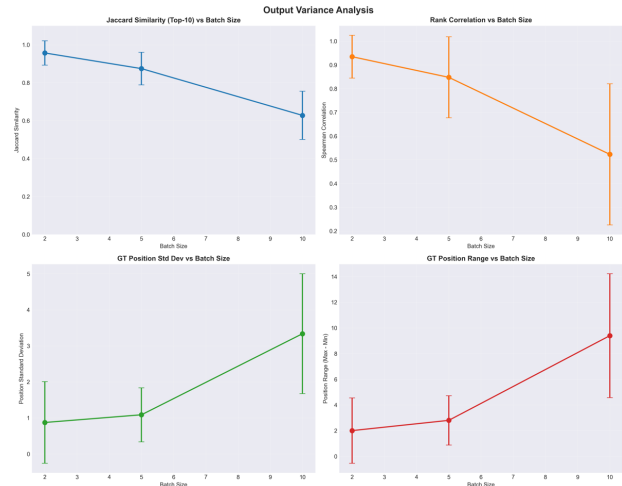 Output Variance Analysis
Jaccard Similarity (Top-10) vs Batch Size
Jaccard Similarity
1.0
0.8
0.6
0.4
0.2
0.0
2 3 4 5 6 7 8 9 10
Batch Size
Rank Correlation vs Batch Size
Spearman Correlation
1.0
0.9
0.8
0.7
0.6
0.5
0.4
0.3
0.2
2 3 4 5 6 7 8 9 10
Batch Size
GT Position Std Dev vs Batch Size
Position Standard Deviation
5
4
3
2
1
0
2 3 4 5 6 7 8 9 10
Batch Size
GT Position Range vs Batch Size
Position Range (Max - Min)
14
12
10
8
6
4
2
0
2 3 4 5 6 7 8 9 10
Batch Size